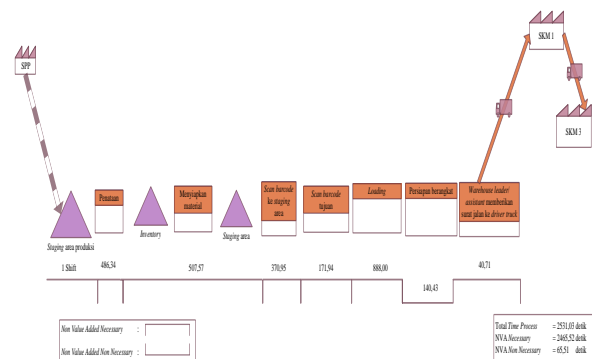 SKM 1
SPP
SKM 3
Penataan
Menyiapkan
material
Scan barcode
ke staging
area
Scan barcode
tujuan
Loading
Persiapan berangkat
Warehouse leader/
assistant memberikan
surat jalan ke driver truck
Staging area produksi
Inventory
Staging area
1 Shift
486,34
507,57
370,95
171,94
888,00
140,43
40,71
Non Value Added Necessary :
Non Value Added Non Necessary :
Total Time Process = 2531,03 detik
NVA Necessary = 2465,52 detik
NVA Non Necessary = 65,51 detik